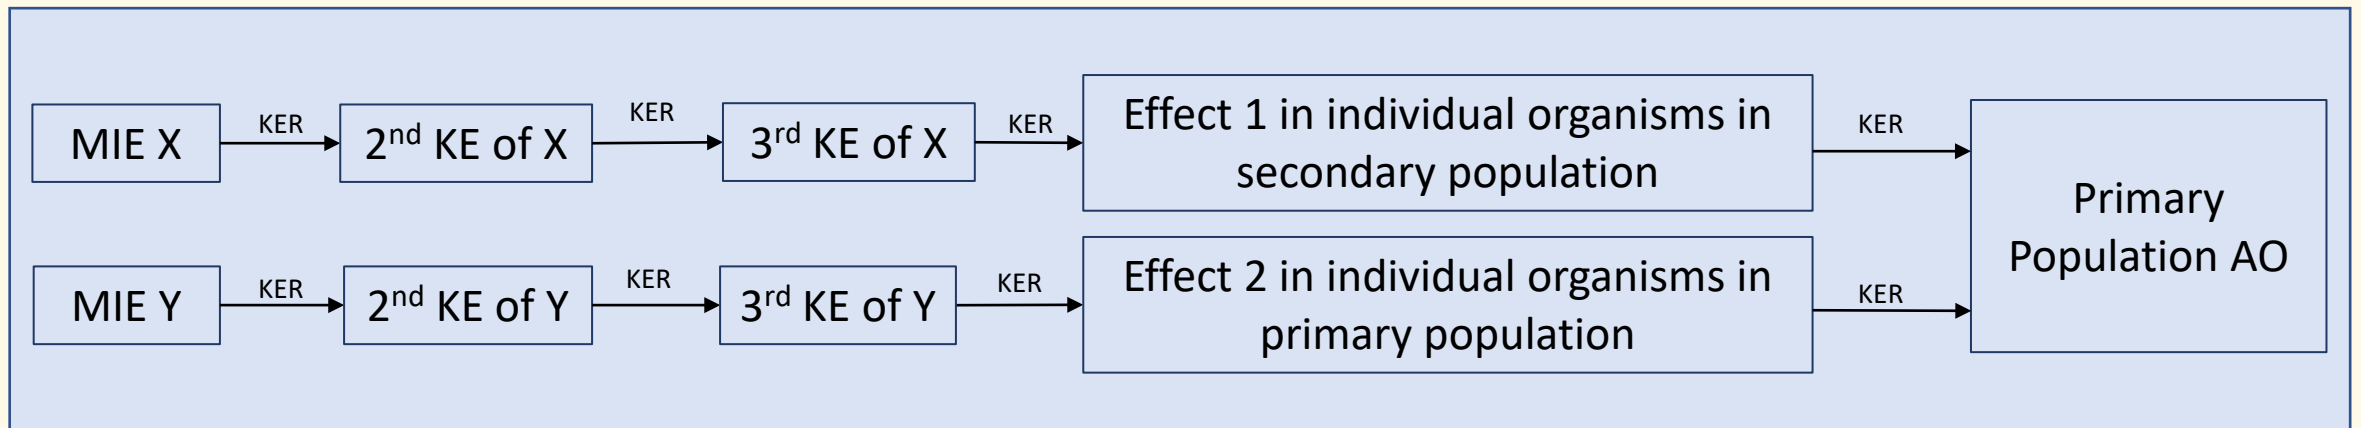 MIE X
KER
2nd KE of X
KER
3rd KE of X
KER
Effect 1 in individual organisms in
secondary population
KER
MIE Y
KER
2nd KE of Y
KER
3rd KE of Y
KER
Effect 2 in individual organisms in
primary population
KER
Primary
Population AO